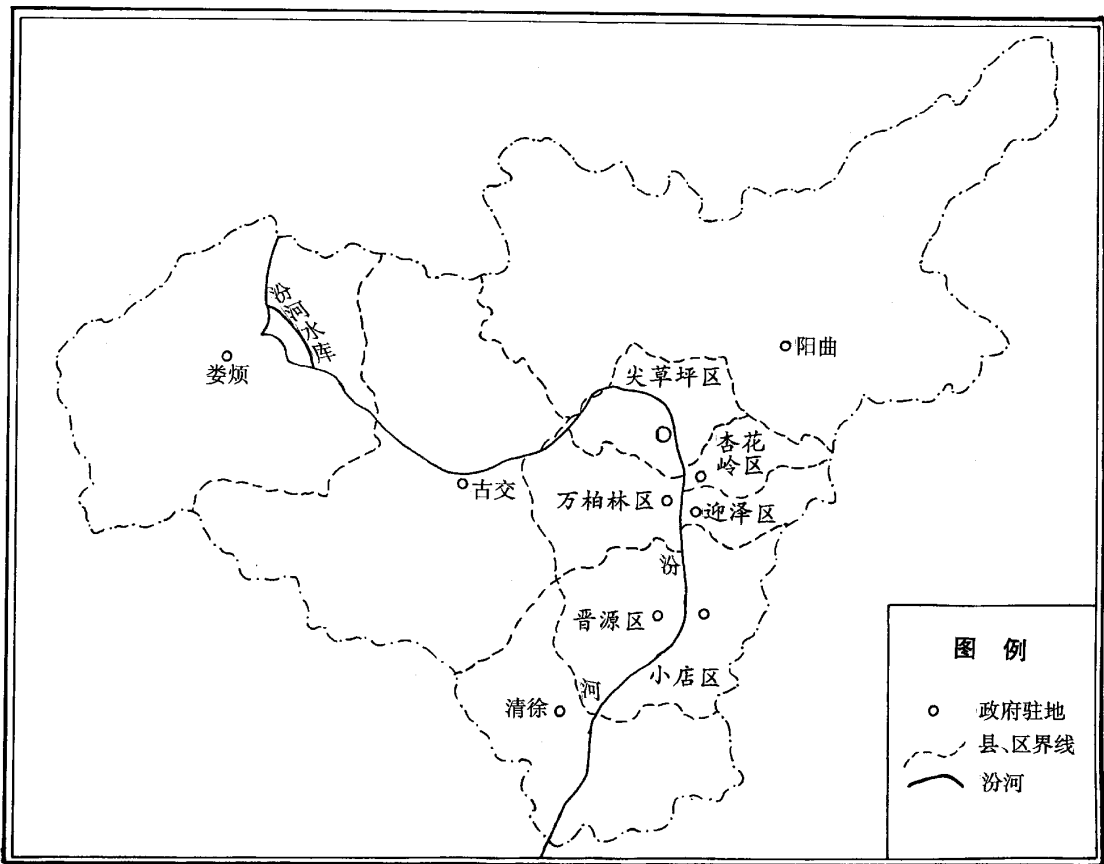 汾河水库
娄烦
阳曲
尖草坪区
杏花
岭区
古交
万柏林区
迎泽区
汾
晋源区
小店区
河
清徐
图 例
政府驻地
县、区界线
汾河